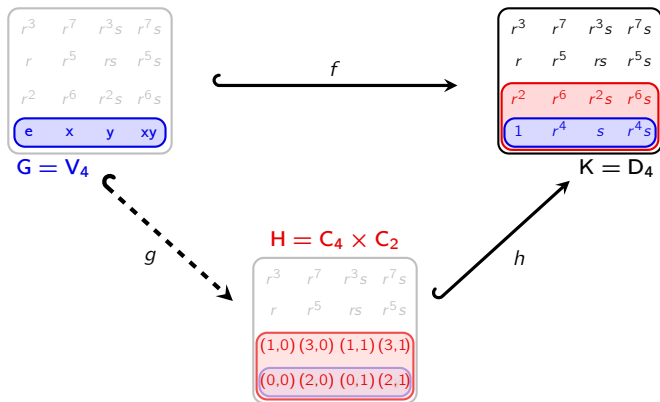 r³ r⁷ r³s r⁷s
r r⁵ rs r⁵s
r² r⁶ r²s r⁶s
e x y xy
G = V₄
f
r³ r⁷ r³s r⁷s
r r⁵ rs r⁵s
r² r⁶ r²s r⁶s
1 r⁴ s r⁴s
K = D₄
g
h
H = C₄ × C₂
r³ r⁷ r³s r⁷s
r r⁵ rs r⁵s
(1,0) (3,0) (1,1) (3,1)
(0,0) (2,0) (0,1) (2,1)